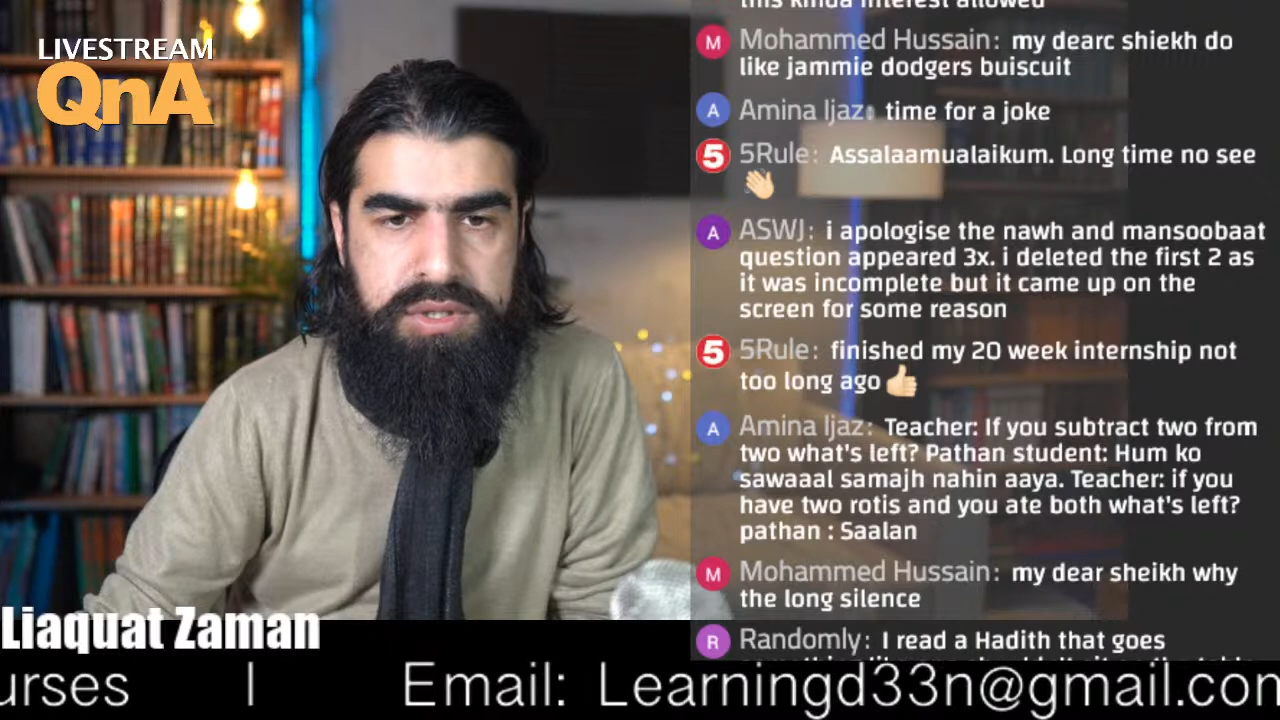 LIVESTREAM
QnA
this kinda interest allowed
Mohammed Hussain: my dearc shiekh do
like jammie dodgers buiscuit
Amina Ijaz: time for a joke
5Rule: Assalaamualaikum. Long time no see
👋🏻
ASWJ: i apologise the nawh and mansoobaat
question appeared 3x. i deleted the first 2 as
it was incomplete but it came up on the
screen for some reason
5Rule: finished my 20 week internship not
too long ago 👍🏻
Amina Ijaz: Teacher: If you subtract two from
two what's left? Pathan student: Hum ko
sawaaal samajh nahin aaya. Teacher: if you
have two rotis and you ate both what's left?
pathan : Saalan
Mohammed Hussain: my dear sheikh why
the long silence
Randomly: I read a Hadith that goes
Liaquat Zaman
urses | Email: Learningd33n@gmail.com